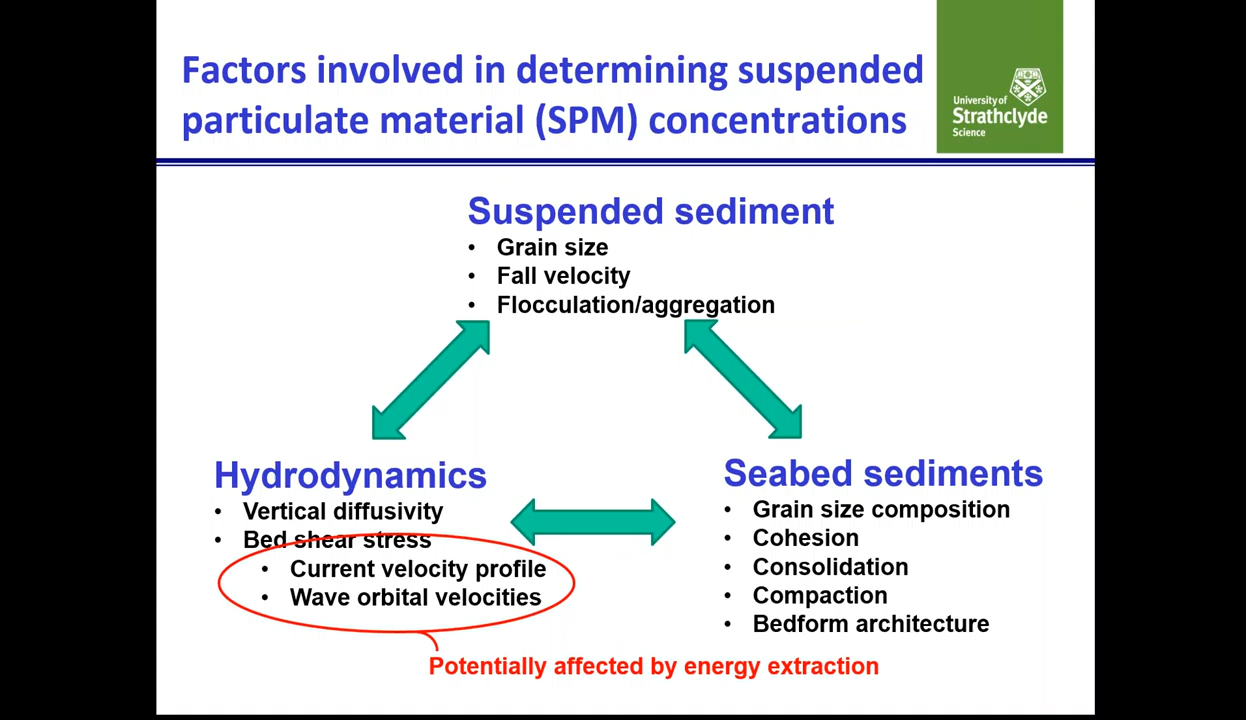 Factors involved in determining suspended
particulate material (SPM) concentrations
University of
Strathclyde
Science
Suspended sediment
• Grain size
• Fall velocity
• Flocculation/aggregation
Hydrodynamics
• Vertical diffusivity
• Bed shear stress
• Current velocity profile
• Wave orbital velocities
Seabed sediments
• Grain size composition
• Cohesion
• Consolidation
• Compaction
• Bedform architecture
Potentially affected by energy extraction